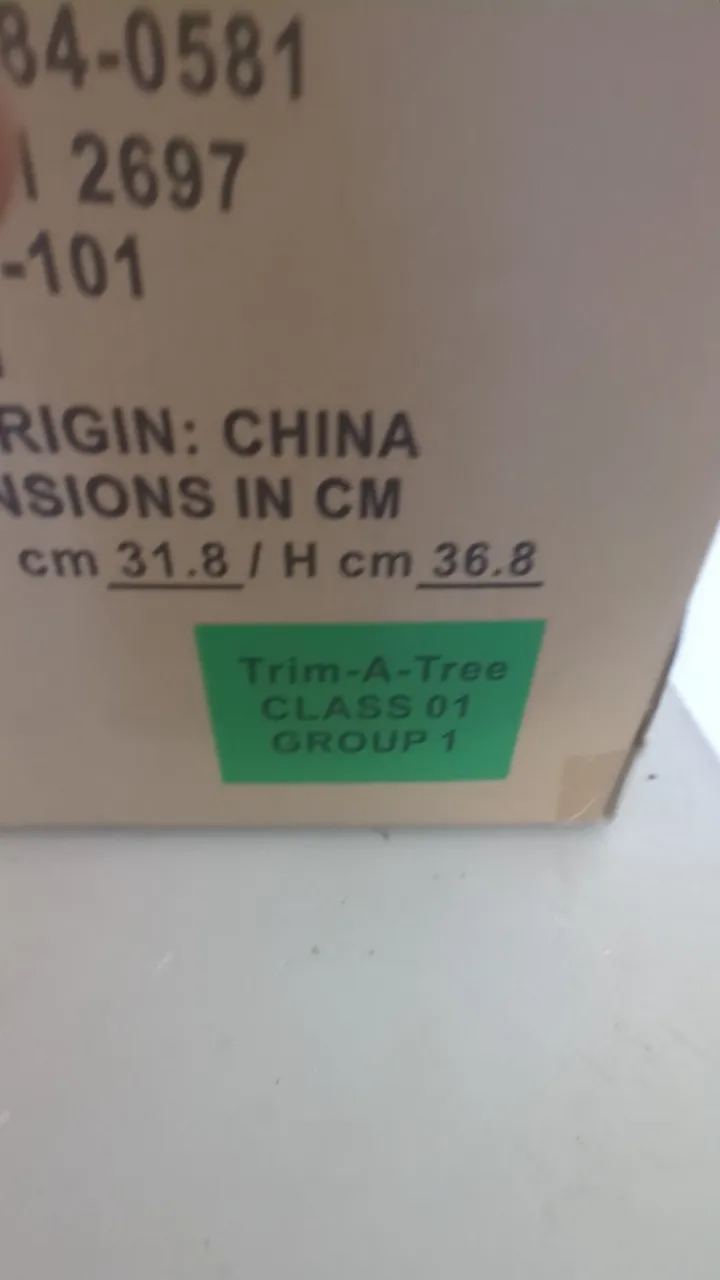 84-0581
2697
-101
RIGIN: CHINA
NSIONS IN CM
cm 31.8 / H cm 36.8
Trim-A-Tree
CLASS 01
GROUP 1